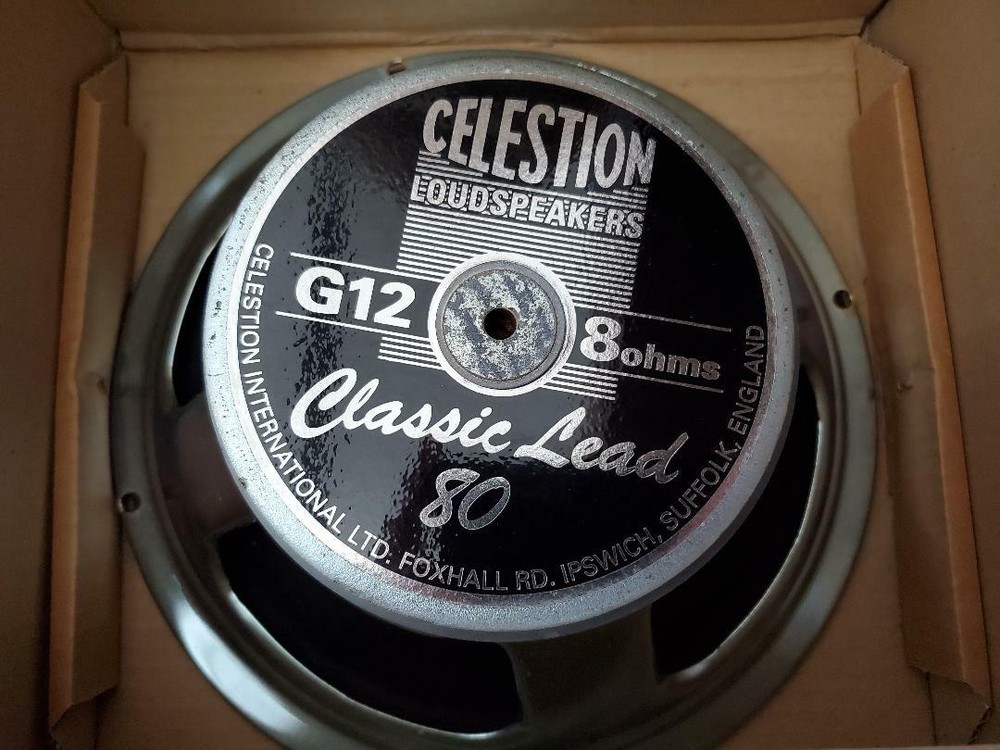 CELESTION
LOUDSPEAKERS
G12
8ohms
Classic Lead
80
CELESTION INTERNATIONAL LTD. FOXHALL RD. IPSWICH, SUFFOLK, ENGLAND